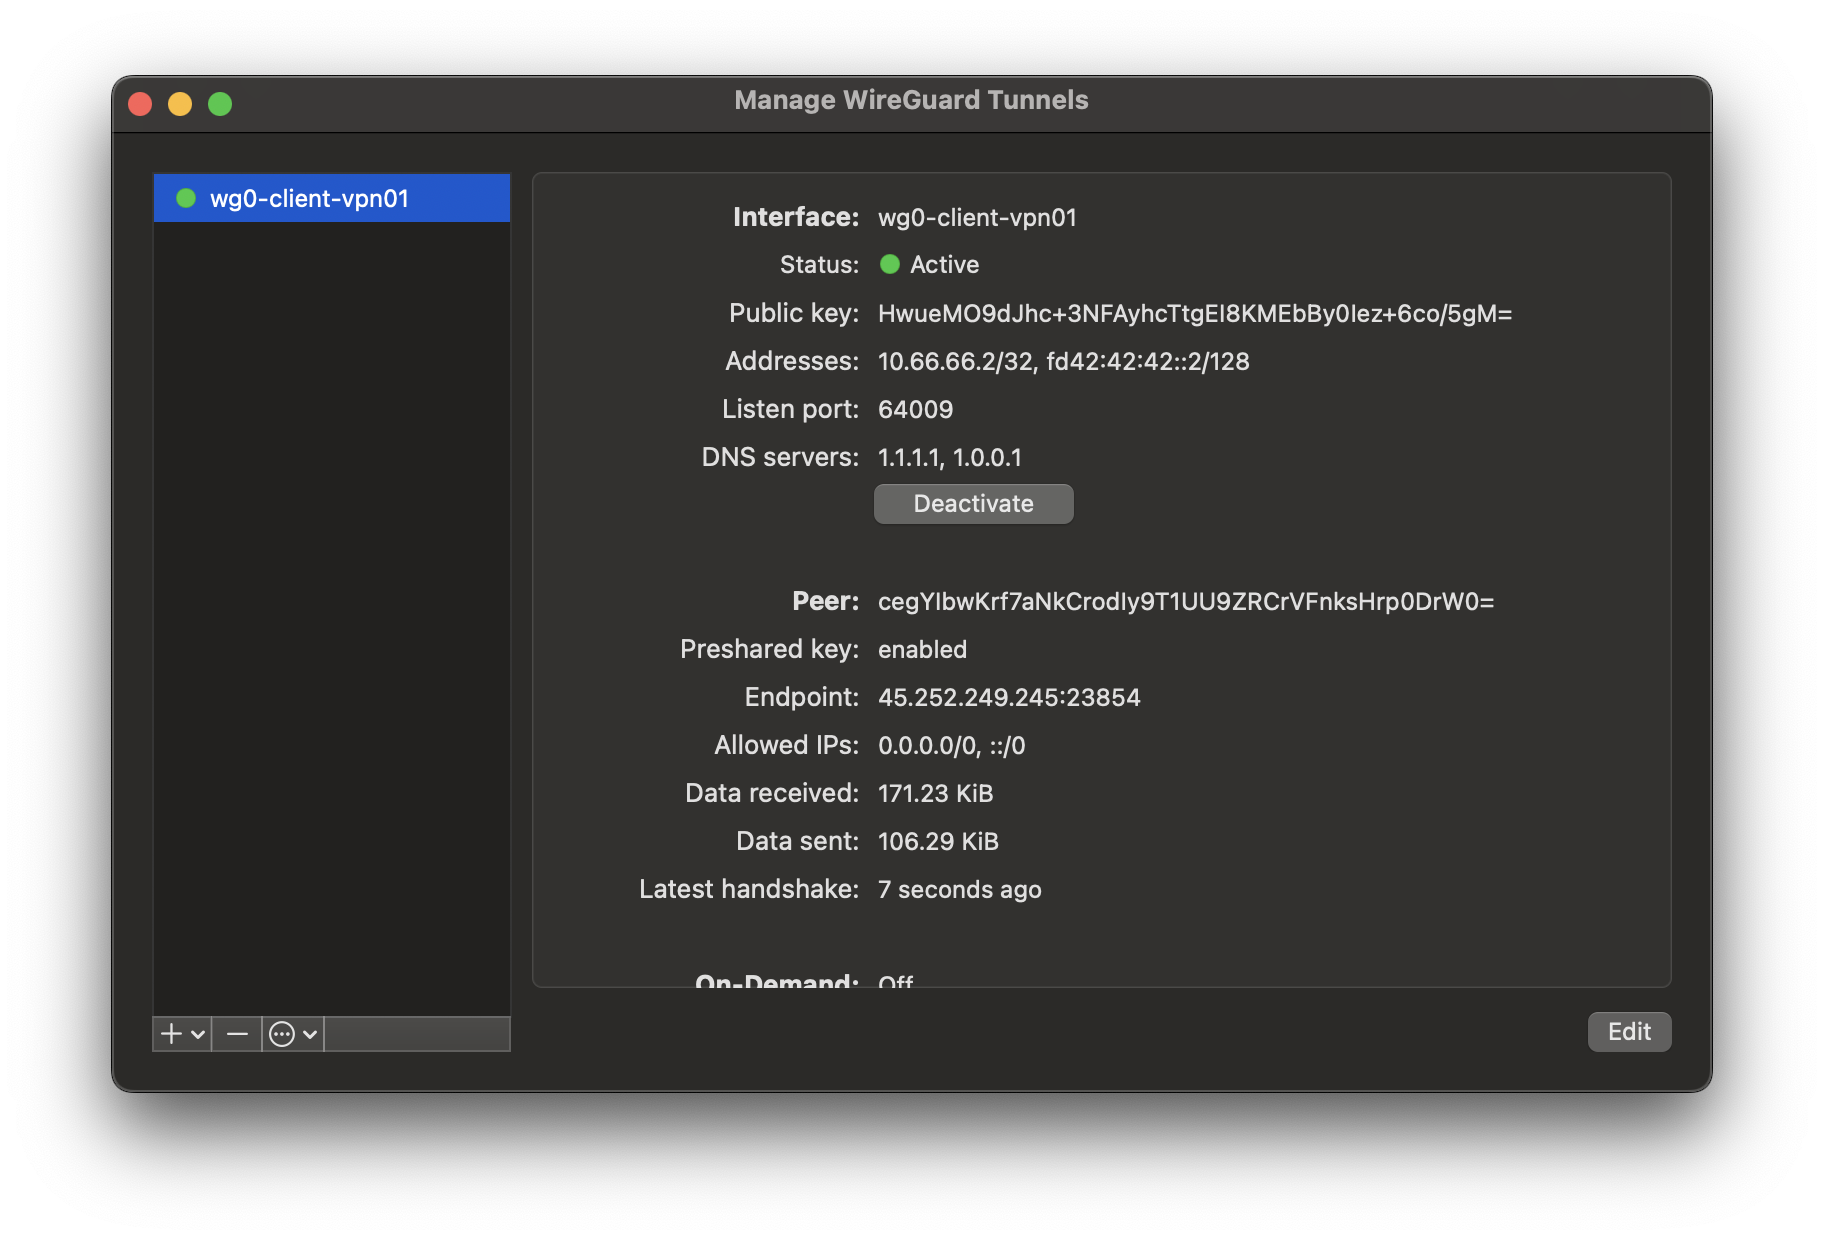 Manage WireGuard Tunnels
wg0-client-vpn01
Interface: wg0-client-vpn01
Status: Active
Public key: HwueMO9dJhc+3NFAyhcTtgEI8KMEbBy0Iez+6co/5gM=
Addresses: 10.66.66.2/32, fd42:42:42::2/128
Listen port: 64009
DNS servers: 1.1.1.1, 1.0.0.1
Deactivate
Peer: cegYIbwKrf7aNkCrodIy9T1UU9ZRCrVFnksHrp0DrW0=
Preshared key: enabled
Endpoint: 45.252.249.245:23854
Allowed IPs: 0.0.0.0/0, ::/0
Data received: 171.23 KiB
Data sent: 106.29 KiB
Latest handshake: 7 seconds ago
On-Demand: Off
Edit